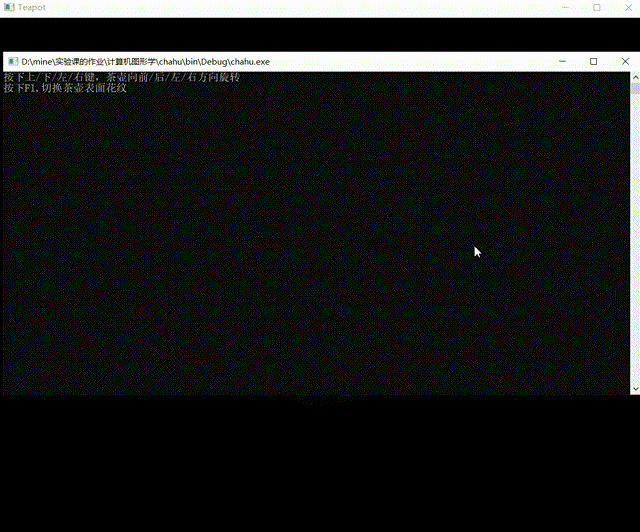 Teapot
D:\mine\实验课的作业\计算机图形学\chahu\bin\Debug\chahu.exe
按下上/下/左/右键，茶壶向前/后/左/右方向旋转
按下F1,切换茶壶表面花纹